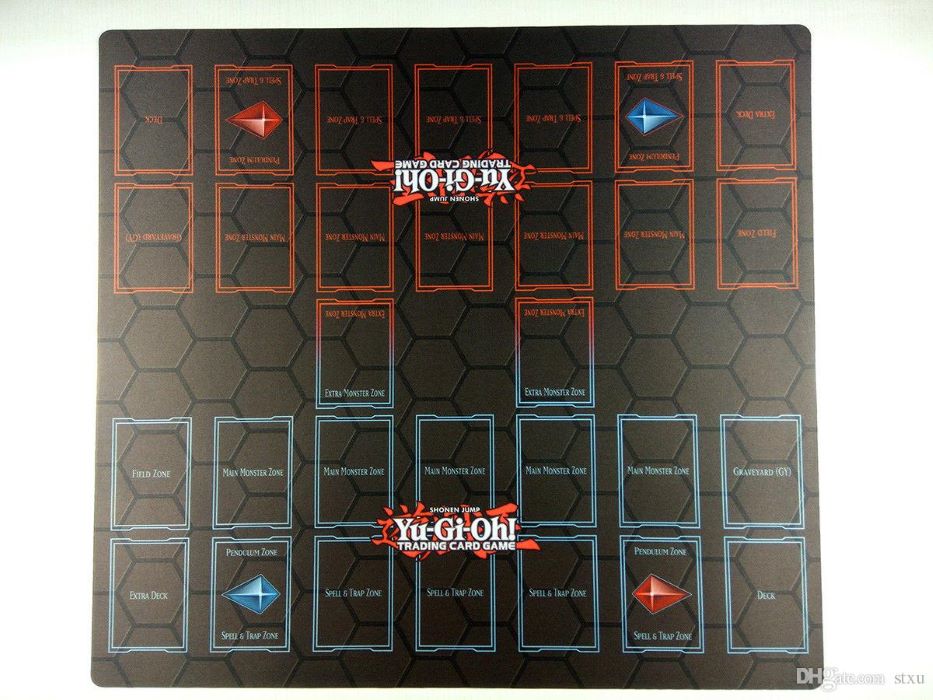 SPELL & TRAP ZONE
SPELL & TRAP ZONE
DECK
SPELL & TRAP ZONE
SPELL & TRAP ZONE
SPELL & TRAP ZONE
EXTRA DECK
PENDULUM ZONE
PENDULUM ZONE
TRADING CARD GAME
Yu-Gi-Oh!
SHONEN JUMP
GRAVEYARD (GY)
MAIN MONSTER ZONE
MAIN MONSTER ZONE
MAIN MONSTER ZONE
MAIN MONSTER ZONE
MAIN MONSTER ZONE
FIELD ZONE
EXTRA MONSTER ZONE
EXTRA MONSTER ZONE
EXTRA MONSTER ZONE
EXTRA MONSTER ZONE
FIELD ZONE
MAIN MONSTER ZONE
MAIN MONSTER ZONE
MAIN MONSTER ZONE
MAIN MONSTER ZONE
MAIN MONSTER ZONE
GRAVEYARD (GY)
SHONEN JUMP
Yu-Gi-Oh!
TRADING CARD GAME
PENDULUM ZONE
PENDULUM ZONE
EXTRA DECK
SPELL & TRAP ZONE
SPELL & TRAP ZONE
SPELL & TRAP ZONE
DECK
SPELL & TRAP ZONE
SPELL & TRAP ZONE
DHgate.com stxu